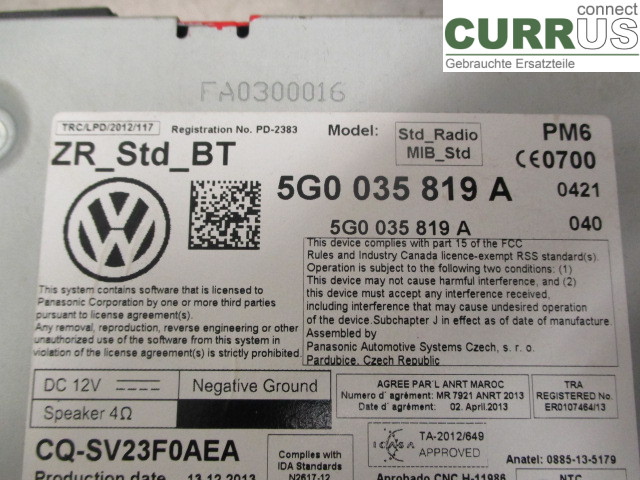 connect
CURRUS
Gebrauchte Ersatzteile
FA0300016
TRC/LPD/2012/117
Registration No. PD-2383
Model:
Std_Radio
MIB_Std
PM6
ZR_Std_BT
CE0700
5G0 035 819 A
0421
5G0 035 819 A
040
This device complies with part 15 of the FCC
Rules and Industry Canada licence-exempt RSS standard(s).
Operation is subject to the following two conditions: (1)
This device may not cause harmful interference, and (2)
this device must accept any interference received,
including interference that may cause undesired operation
of the device.Subchapter J in effect as of date of manufacture.
Assembled by
Panasonic Automotive Systems Czech, s. r. o.
Pardubice, Czech Republic
This system contains software that is licensed to
Panasonic Corporation by one or more third parties
pursuant to license agreement(s).
Any removal, reproduction, reverse engineering or other
unauthorized use of the software from this system in
violation of the license agreement(s) is strictly prohibited.
DC 12V
Negative Ground
Speaker 4Ω
AGREE PAR'L ANRT MAROC
Numero d´agrément: MR 7921 ANRT 2013
Date d´agrément: 02. April.2013
TRA
REGISTERED No.
ER0107464/13
CQ-SV23F0AEA
Complies with
IDA Standards
N2617-12
ICASA
TA-2012/649
APPROVED
Anatel: 0885-13-5179
Production date
13.12.2013
Aprobado CNC H-11986
NTC